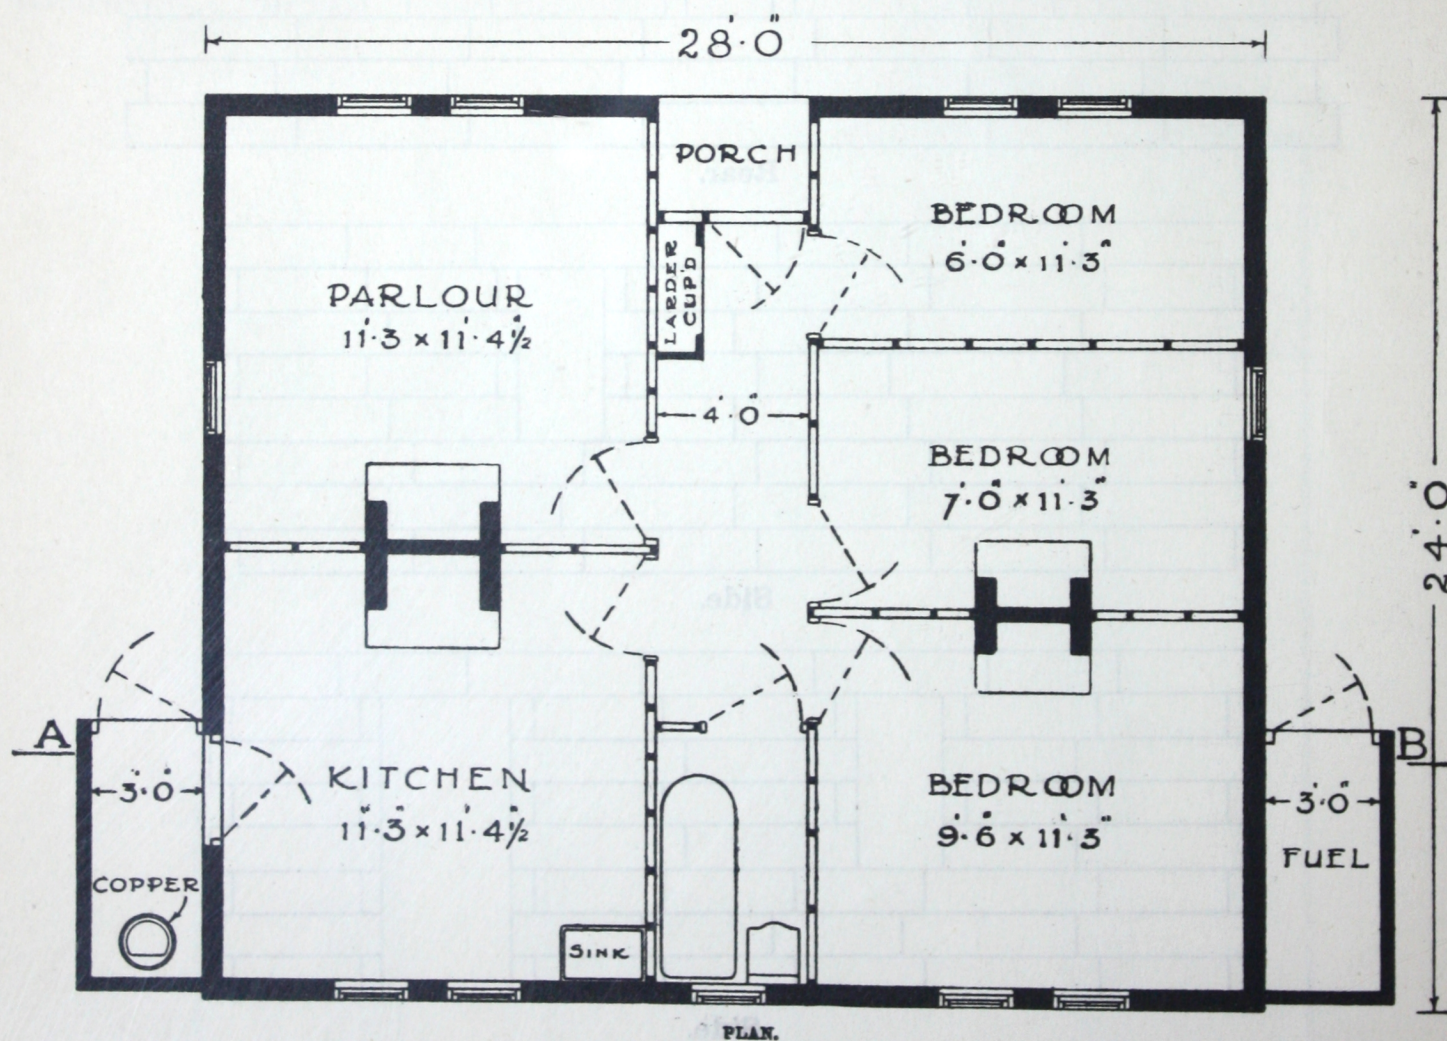 28'·0"
PORCH
BEDROOM
6'·0" x 11'·3"
LARDER
CUP'D
PARLOUR
11'·3 x 11'·4½"
4'·0"
BEDROOM
7'·0" x 11'·3"
24'·0"
A
B
3'·0"
KITCHEN
11'·3" x 11'·4½"
BEDROOM
9'·6" x 11'·3"
3'·0"
FUEL
COPPER
SINK
PLAN.
Rear.
Side.